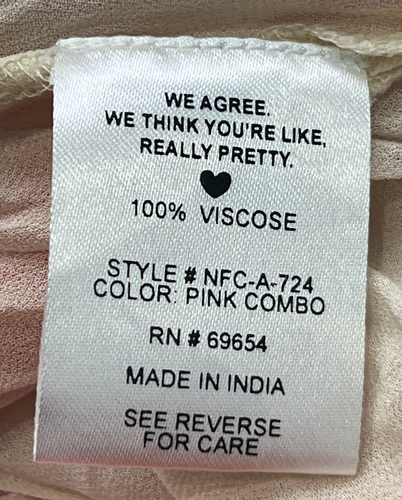 WE AGREE.
WE THINK YOU'RE LIKE,
REALLY PRETTY.
100% VISCOSE
STYLE # NFC-A-724
COLOR: PINK COMBO
RN # 69654
MADE IN INDIA
SEE REVERSE
FOR CARE